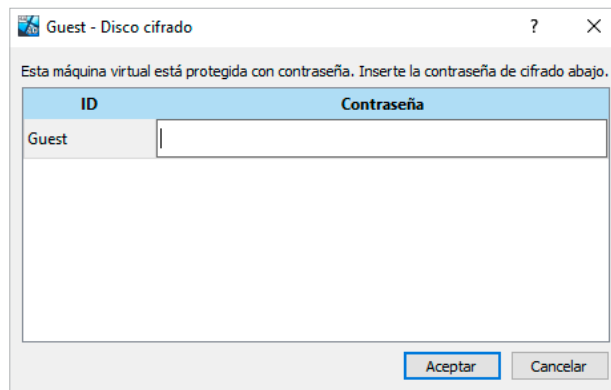 Guest - Disco cifrado
Esta máquina virtual está protegida con contraseña. Inserte la contraseña de cifrado abajo.
ID Contraseña
Guest
Aceptar Cancelar